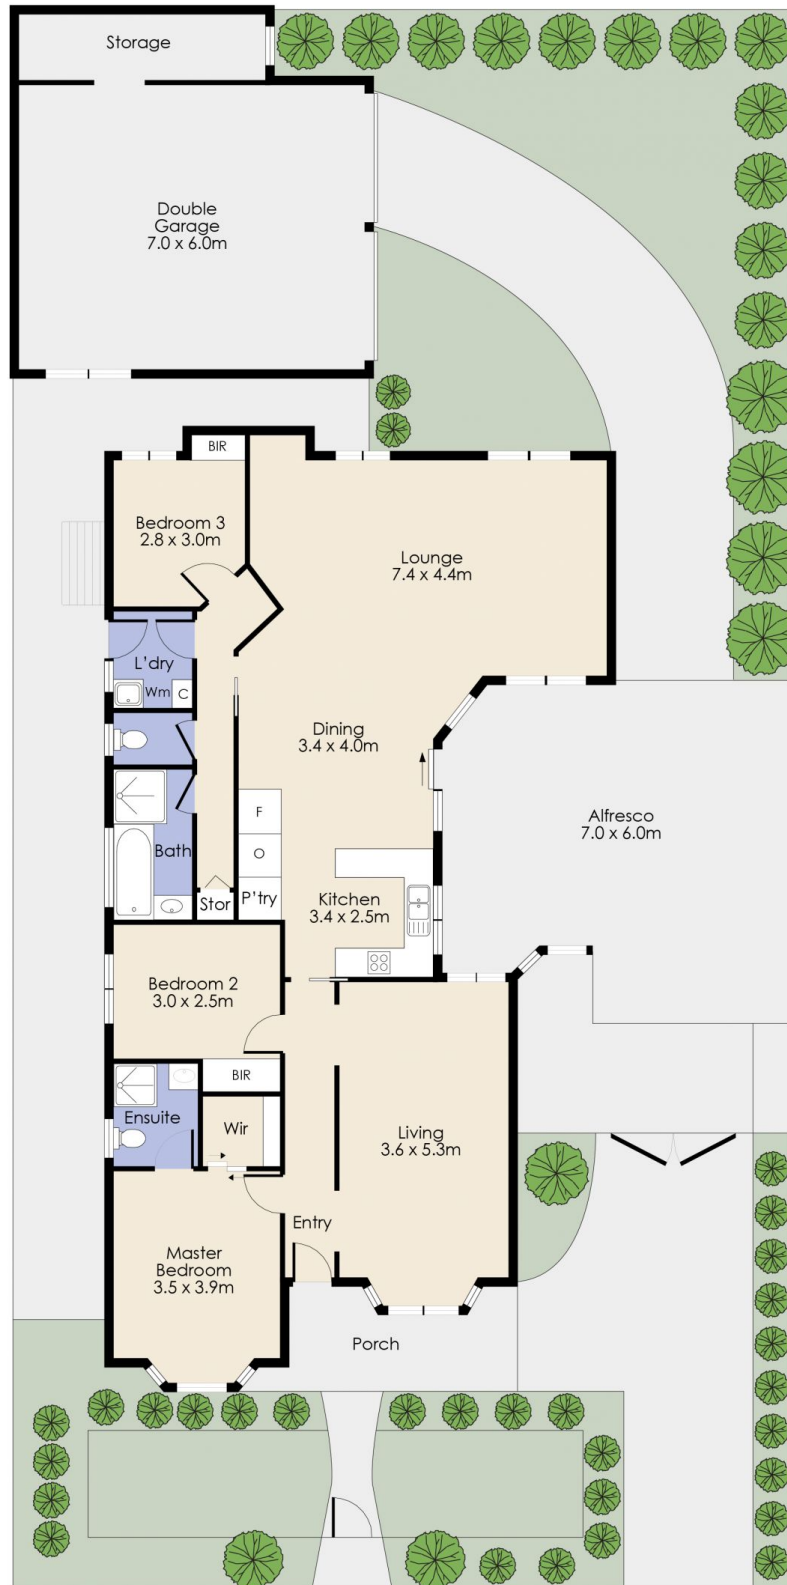 Storage
Double
Garage
7.0 x 6.0m
BIR
Bedroom 3
2.8 x 3.0m
Lounge
7.4 x 4.4m
L'dry
Wm
C
Dining
3.4 x 4.0m
F
Alfresco
7.0 x 6.0m
O
Bath
P'try
Kitchen
3.4 x 2.5m
Stor
Bedroom 2
3.0 x 2.5m
BIR
Ensuite
Wir
Living
3.6 x 5.3m
Entry
Master
Bedroom
3.5 x 3.9m
Porch